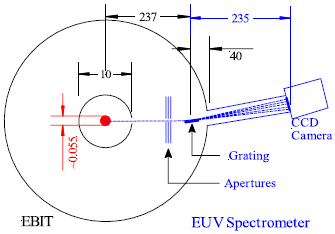 237
235
10
40
~0.055
CCD
Camera
Grating
Apertures
EBIT
EUV Spectrometer